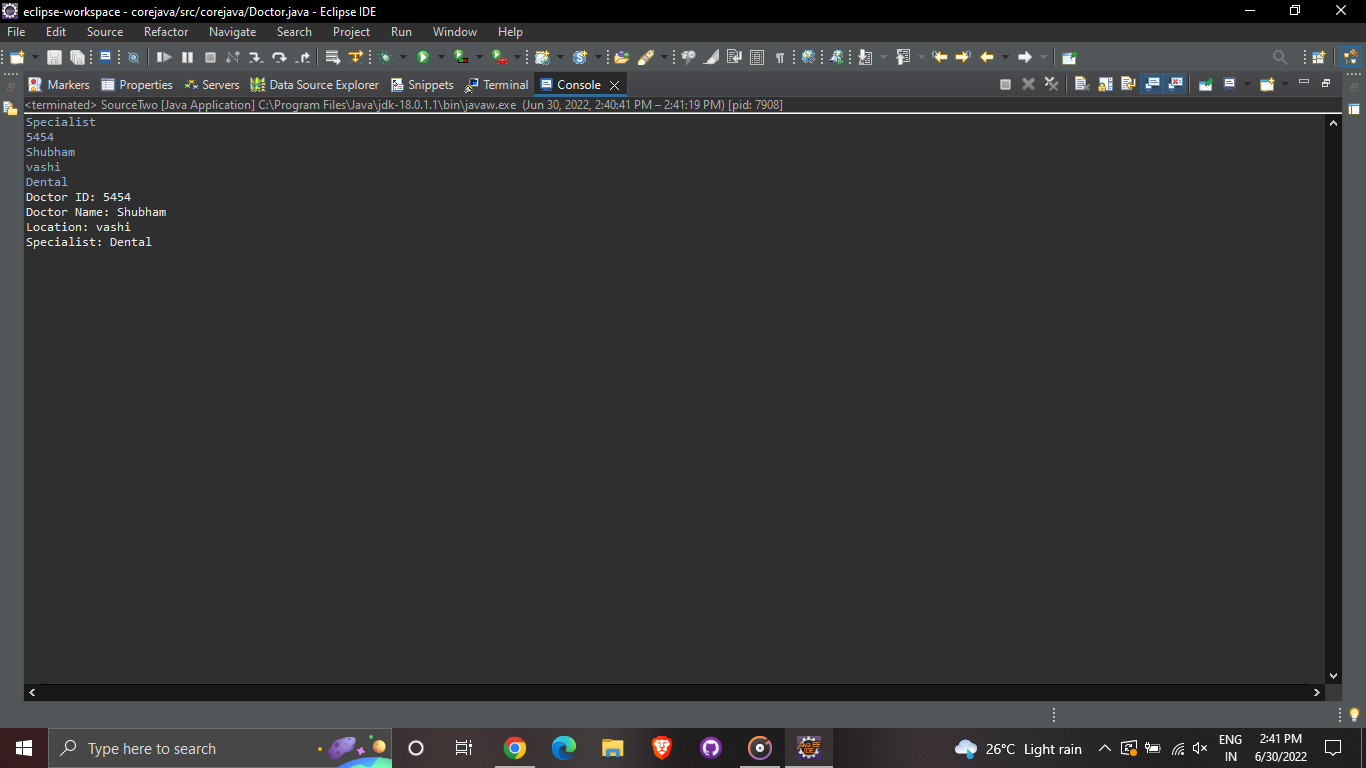 eclipse-workspace - corejava/src/corejava/Doctor.java - Eclipse IDE
File Edit Source Refactor Navigate Search Project Run Window Help
Markers Properties Servers Data Source Explorer Snippets Terminal Console
<terminated> SourceTwo [Java Application] C:\Program Files\Java\jdk-18.0.1.1\bin\javaw.exe (Jun 30, 2022, 2:40:41 PM – 2:41:19 PM) [pid: 7908]
Specialist
5454
Shubham
vashi
Dental
Doctor ID: 5454
Doctor Name: Shubham
Location: vashi
Specialist: Dental
Type here to search
26°C Light rain
ENG
IN
2:41 PM
6/30/2022